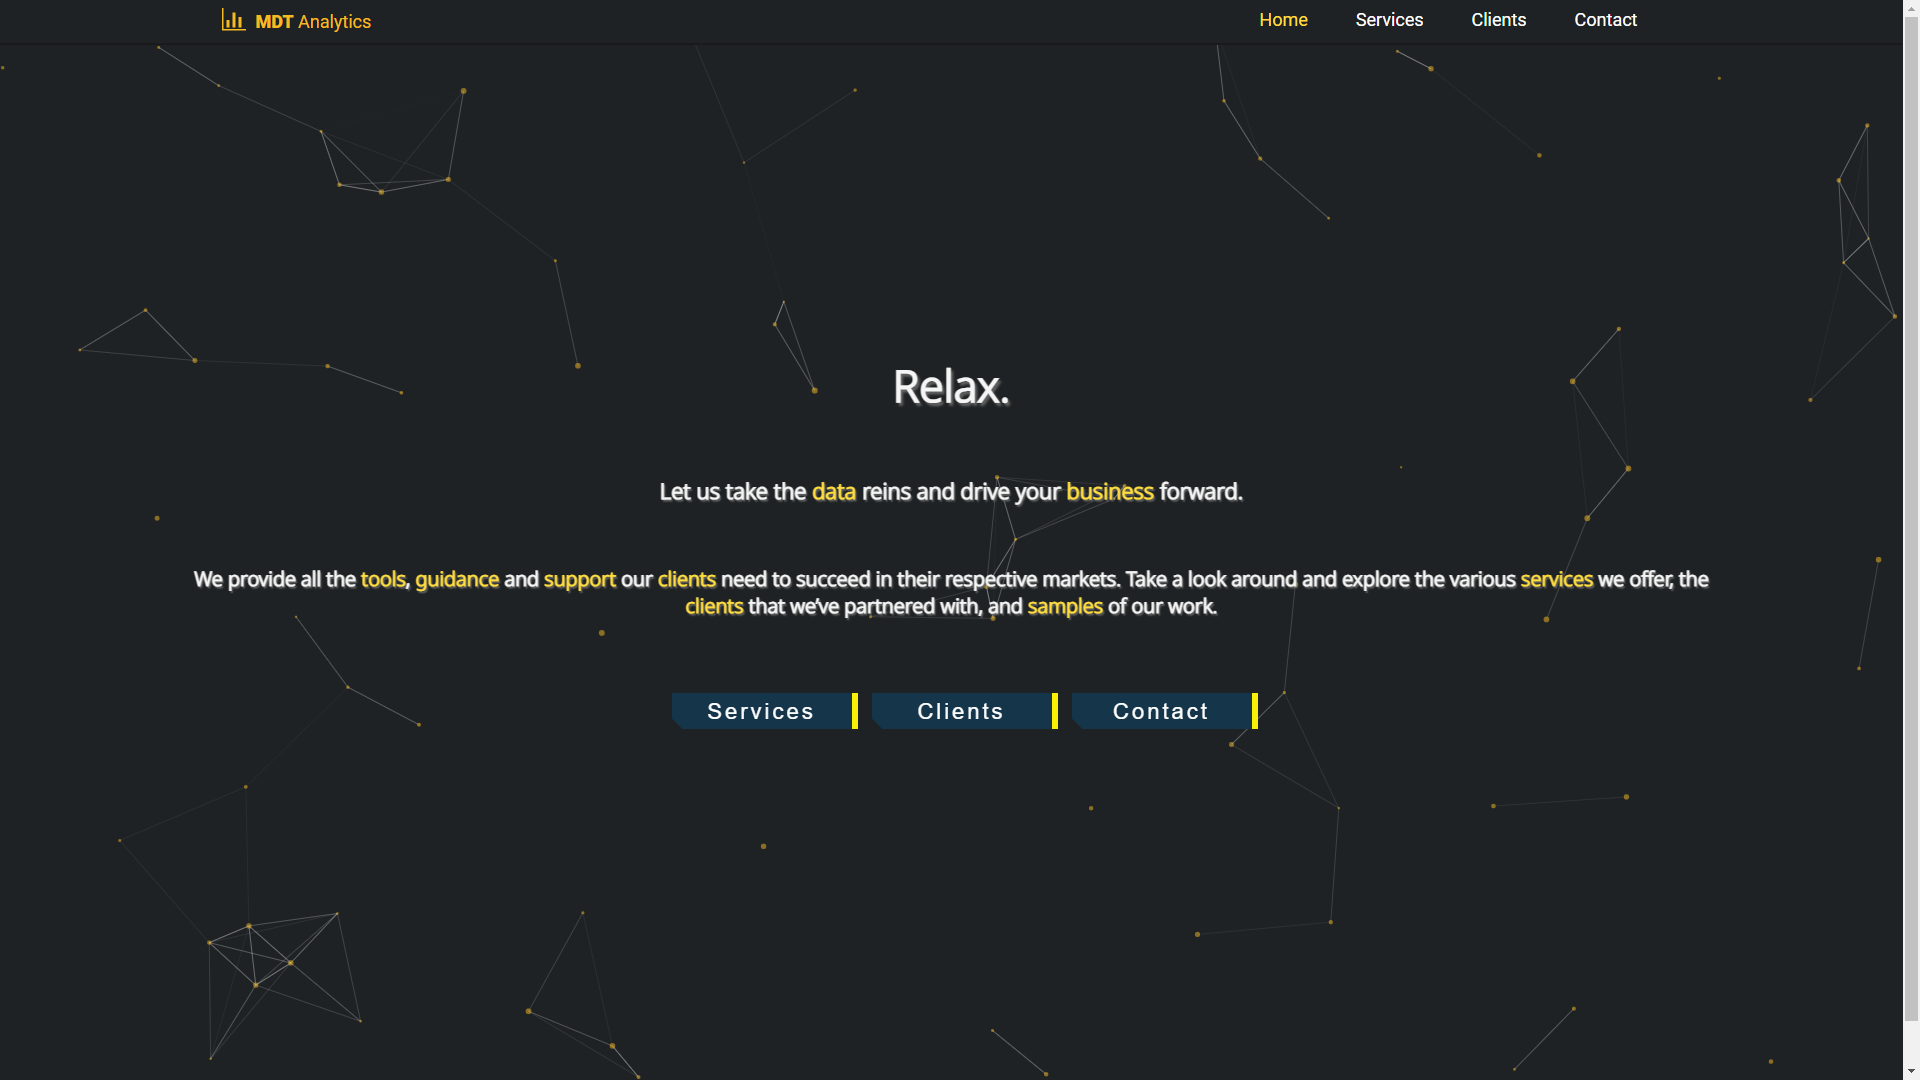 MDT Analytics
Home Services Clients Contact
Relax.
Let us take the data reins and drive your business forward.
We provide all the tools, guidance and support our clients need to succeed in their respective markets. Take a look around and explore the various services we offer, the
clients that we’ve partnered with, and samples of our work.
Services Clients Contact